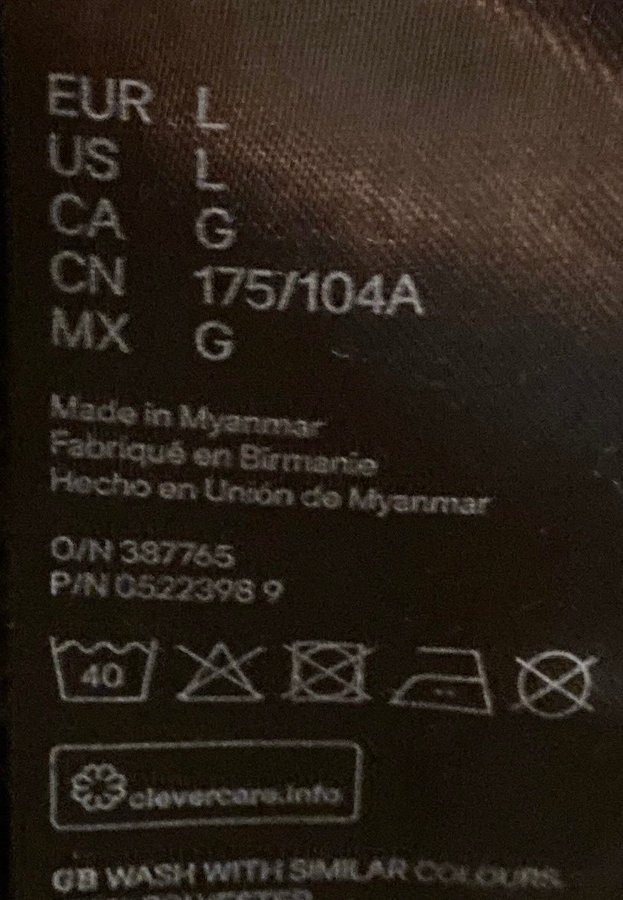 EUR L
US L
CA G
CN 175/104A
MX G
Made in Myanmar
Fabriqué en Birmanie
Hecho en Unión de Myanmar
O/N 387765
P/N 0522398 9
40
clevercare.info
GB WASH WITH SIMILAR COLOURS